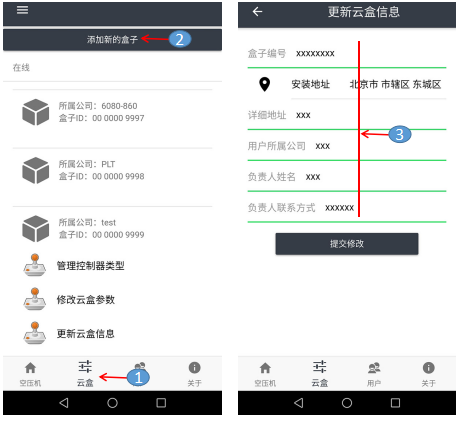 添加新的盒子
2
在线
所属公司：6080-860
盒子ID：00 0000 9997
所属公司：PLT
盒子ID：00 0000 9998
所属公司：test
盒子ID：00 0000 9999
管理控制器类型
修改云盒参数
更新云盒信息
1
空压机
云盒
关于
更新云盒信息
盒子编号 xxxxxxxx
安装地址 北京市 市辖区 东城区
详细地址 xxx
3
用户所属公司 xxx
负责人姓名 xxx
负责人联系方式 xxxxxx
提交修改
空压机
云盒
用户
关于